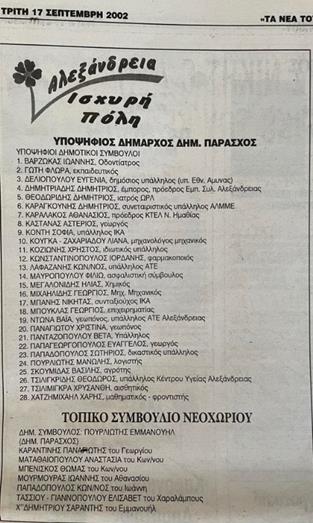 ΤΡΙΤΗ 17 ΣΕΠΤΕΜΒΡΗ 2002
«ΤΑ ΝΕΑ ΤΟ
Αλεξάνδρεια
Ισχυρή
Πόλη
ΥΠΟΨΗΦΙΟΣ ΔΗΜΑΡΧΟΣ ΔΗΜ. ΠΑΡΑΣΧΟΣ
ΥΠΟΨΗΦΙΟΙ ΔΗΜΟΤΙΚΟΙ ΣΥΜΒΟΥΛΟΙ
1. ΒΑΡΖΩΚΑΣ ΙΩΑΝΝΗΣ, Οδοντίατρος
2. ΓΩΤΗ ΦΛΩΡΑ, εκπαιδευτικός
3. ΔΕΛΙΟΠΟΥΛΟΥ ΕΥΓΕΝΙΑ, δημόσιος υπάλληλος (υπ. Εθν. Αμυνας)
4. ΔΗΜΗΤΡΙΑΔΗΣ ΔΗΜΗΤΡΙΟΣ, έμπορος, πρόεδρος Εμπ. Συλ. Αλεξάνδρειας
5. ΘΕΟΔΩΡΙΔΗΣ ΔΗΜΗΤΡΙΟΣ, ιατρός ΩΡΛ
6. ΚΑΡΑΓΚΟΥΝΗΣ ΔΗΜΗΤΡΙΟΣ, συνεταιριστικός υπάλληλος ΑΛΜΜΕ
7. ΚΑΡΑΛΑΚΟΣ ΑΘΑΝΑΣΙΟΣ, πρόεδρος ΚΤΕΛ Ν. Ημαθίας
8. ΚΑΣΤΑΝΑΣ ΑΣΤΕΡΙΟΣ, γεωργός
9. ΚΟΝΤΗ ΣΟΦΙΑ, υπάλληλος ΙΚΑ
10. ΚΟΥΓΚΑ - ΖΑΧΑΡΙΑΔΟΥ ΛΙΑΝΑ, μηχανολόγος μηχανικός
11. ΚΟΖΙΩΝΗΣ ΧΡΗΣΤΟΣ, ιδιωτικός υπάλληλος
12. ΚΩΝΣΤΑΝΤΙΝΟΠΟΥΛΟΣ ΙΟΡΔΑΝΗΣ, φαρμακοποιός
13. ΛΑΦΑΖΑΝΗΣ ΚΩΝ/ΝΟΣ, υπάλληλος ΑΤΕ
14. ΜΑΥΡΟΠΟΥΛΟΥ ΦΙΛΙΩ, ασφαλιστική σύμβουλος
15. ΜΕΓΑΛΟΝΙΔΗΣ ΗΛΙΑΣ, Χημικός
16. ΜΙΧΑΗΛΙΔΗΣ ΓΕΩΡΓΙΟΣ, Μηχ. Μηχανικός
17. ΜΠΑΝΗΣ ΝΙΚΗΤΑΣ, συνταξιούχος ΙΚΑ
18. ΜΠΟΥΚΛΑΣ ΓΕΩΡΓΙΟΣ, επιχειρηματίας
19. ΝΤΩΝΑ ΒΑΪΑ, γεωπόνος, υπάλληλος ΑΤΕ Αλεξάνδρειας
20. ΠΑΝΑΓΙΩΤΟΥ ΧΡΙΣΤΙΝΑ, γεωπόνος
21. ΠΑΝΤΑΖΟΠΟΥΛΟΥ ΒΕΤΑ, Υπάλληλος
22. ΠΑΠΑΓΕΩΡΓΟΠΟΥΛΟΣ ΕΥΑΓΓΕΛΟΣ, γεωργός
23. ΠΑΠΑΔΟΠΟΥΛΟΣ ΣΩΤΗΡΙΟΣ, δικαστικός υπάλληλος
24. ΠΟΥΡΛΙΩΤΗΣ ΜΑΝΩΛΗΣ, λογιστής
25. ΣΚΟΥΜΙΔΑΣ ΒΑΣΙΛΗΣ, αγρότης
26. ΤΣΙΛΙΓΚΡΙΔΗΣ ΘΕΟΔΩΡΟΣ, υπάλληλος Κέντρου Υγείας Αλεξάνδρειας
27. ΤΣΙΛΙΓΚΙΡΑ ΧΡΥΣΑΝΘΗ, αισθητικός
28. ΧΑΤΖΗΜΙΧΑΗΛ ΧΑΡΗΣ, μαθηματικός - φροντιστής
ΤΟΠΙΚΟ ΣΥΜΒΟΥΛΙΟ ΝΕΟΧΩΡΙΟΥ
ΔΗΜ. ΣΥΜΒΟΥΛΟΣ: ΠΟΥΡΛΙΩΤΗΣ ΕΜΜΑΝΟΥΗΛ
(ΔΗΜ. ΠΑΡΑΣΧΟΣ)
ΚΑΡΑΝΤΙΝΗΣ ΠΑΝΑΓΙΩΤΗΣ του Γεωργίου
ΜΑΤΑΘΑΙΟΠΟΥΛΟΥ ΑΝΑΣΤΑΣΙΑ του Κων/νου
ΜΠΕΝΙΣΚΟΣ ΘΩΜΑΣ του Κων/νου
ΜΟΥΡΜΟΥΡΑΣ ΙΩΑΝΝΗΣ του Αθανασίου
ΠΑΠΑΔΟΠΟΥΛΟΣ ΚΩΝ/ΝΟΣ του Ιωάννη
ΤΑΣΣΙΟΥ - ΓΙΑΝΝΟΠΟΥΛΟΥ ΕΛΙΣΑΒΕΤ του Χαραλάμπους
Χ"ΔΗΜΗΤΡΙΟΥ ΣΑΡΑΝΤΗΣ του Εμμανουήλ